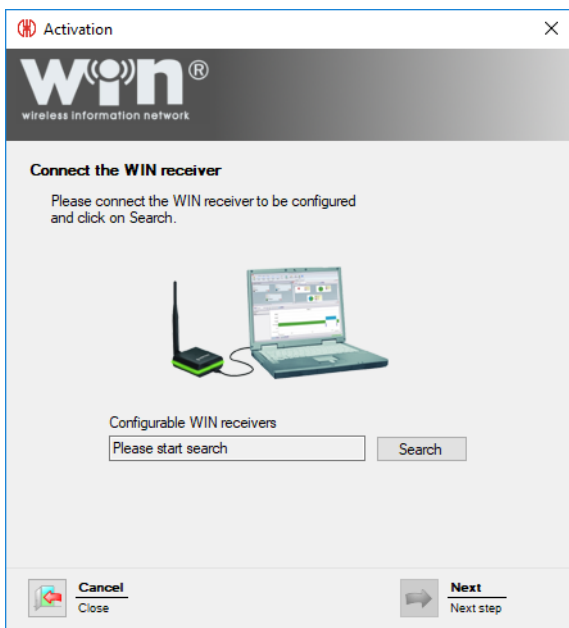 Activation
WIN®
wireless information network
Connect the WIN receiver
Please connect the WIN receiver to be configured
and click on Search.
Configurable WIN receivers
Please start search
Search
Cancel
Close
Next
Next step